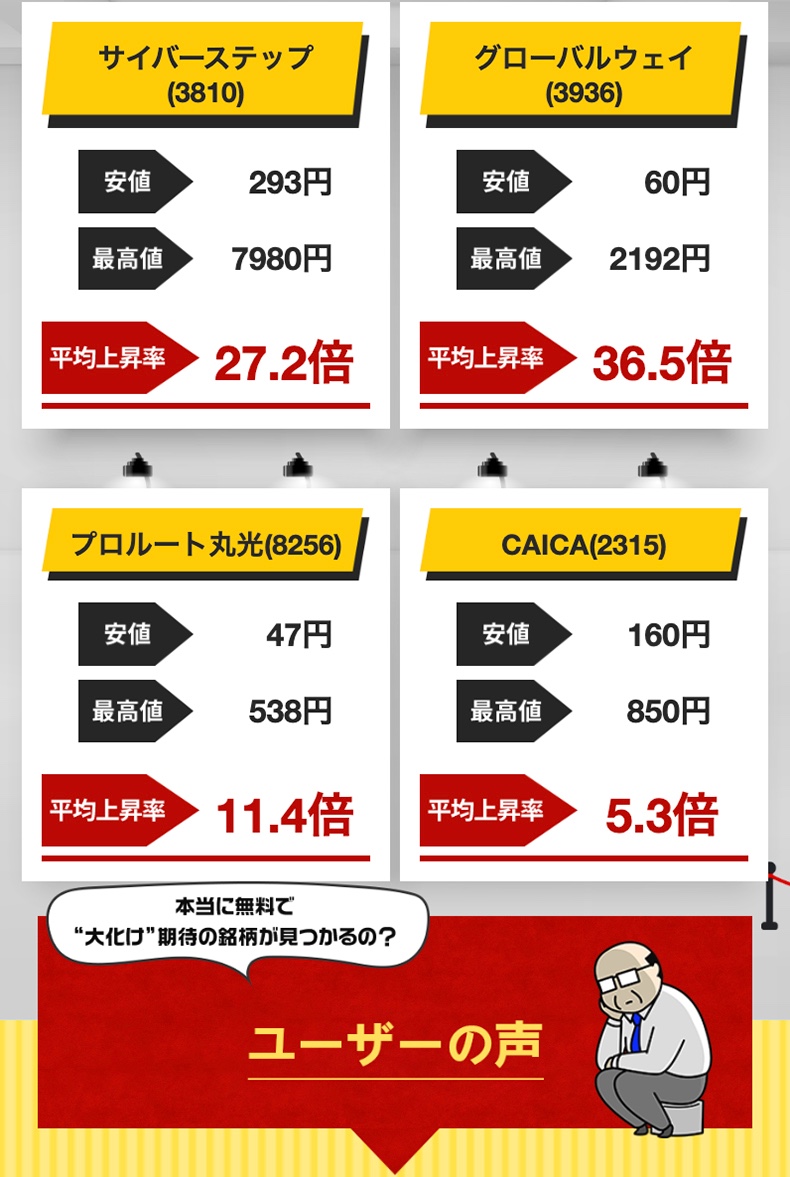 サイバーステップ
(3810)
安値 293円
最高値 7980円
平均上昇率 27.2倍
グローバルウェイ
(3936)
安値 60円
最高値 2192円
平均上昇率 36.5倍
プロルート丸光(8256)
安値 47円
最高値 538円
平均上昇率 11.4倍
CAICA(2315)
安値 160円
最高値 850円
平均上昇率 5.3倍
本当に無料で
“大化け”期待の銘柄が見つかるの？
ユーザーの声